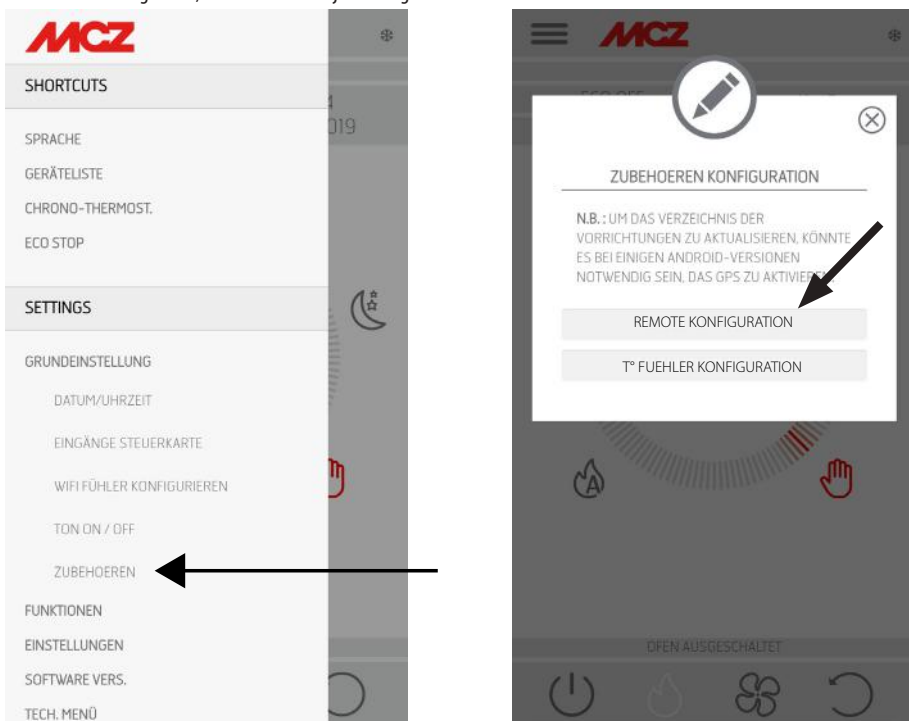 MCZ
SHORTCUTS
SPRACHE
GERÄTELISTE
CHRONO-THERMOST.
ECO STOP
SETTINGS
GRUNDEINSTELLUNG
DATUM/UHRZEIT
EINGÄNGE STEUERKARTE
WIFI FÜHLER KONFIGURIEREN
TON ON / OFF
ZUBEHOEREN
FUNKTIONEN
EINSTELLUNGEN
SOFTWARE VERS.
TECH. MENÜ
4
019
MCZ
ZUBEHOEREN KONFIGURATION
N.B. : UM DAS VERZEICHNIS DER
VORRICHTUNGEN ZU AKTUALISIEREN, KÖNNTE
ES BEI EINIGEN ANDROID-VERSIONEN
NOTWENDIG SEIN, DAS GPS ZU AKTIVIEREN.
REMOTE KONFIGURATION
T° FUEHLER KONFIGURATION
A
OFEN AUSGESCHALTET